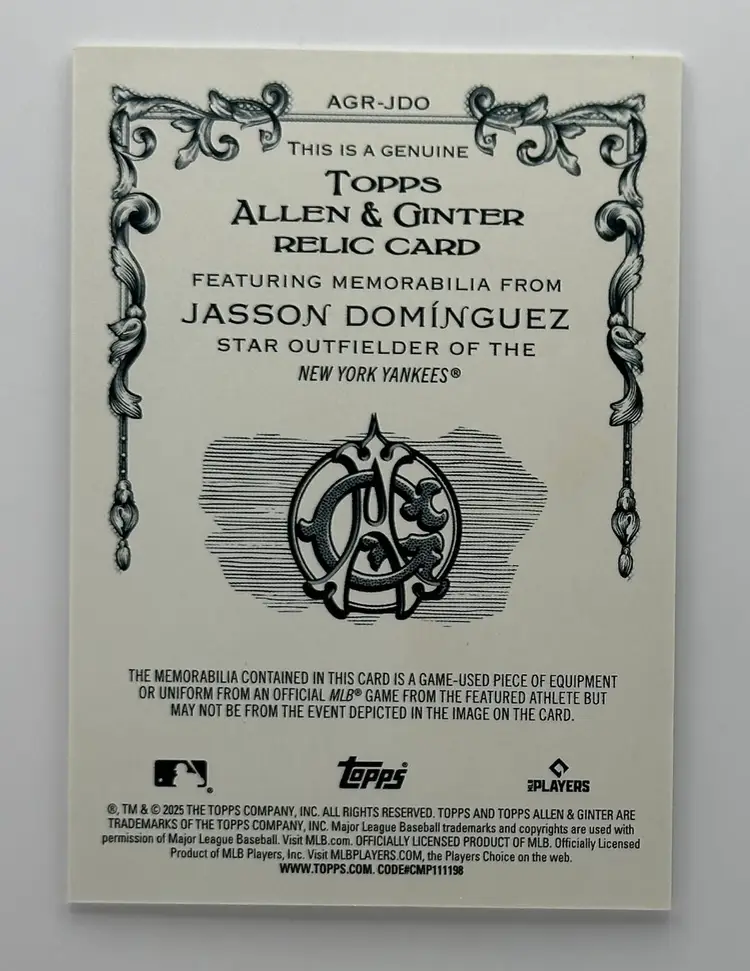 AGR-JDO
THIS IS A GENUINE
TOPPS
ALLEN & GINTER
RELIC CARD
FEATURING MEMORABILIA FROM
JASSON DOMÍNGUEZ
STAR OUTFIELDER OF THE
NEW YORK YANKEES®
THE MEMORABILIA CONTAINED IN THIS CARD IS A GAME-USED PIECE OF EQUIPMENT
OR UNIFORM FROM AN OFFICIAL MLB® GAME FROM THE FEATURED ATHLETE BUT
MAY NOT BE FROM THE EVENT DEPICTED IN THE IMAGE ON THE CARD.
topps
MLB PLAYERS
®, TM & © 2025 THE TOPPS COMPANY, INC. ALL RIGHTS RESERVED. TOPPS AND TOPPS ALLEN & GINTER ARE
TRADEMARKS OF THE TOPPS COMPANY, INC. Major League Baseball trademarks and copyrights are used with
permission of Major League Baseball. Visit MLB.com. OFFICIALLY LICENSED PRODUCT OF MLB. Officially Licensed
Product of MLB Players, Inc. Visit MLBPLAYERS.COM, the Players Choice on the web.
WWW.TOPPS.COM. CODE#CMP111198